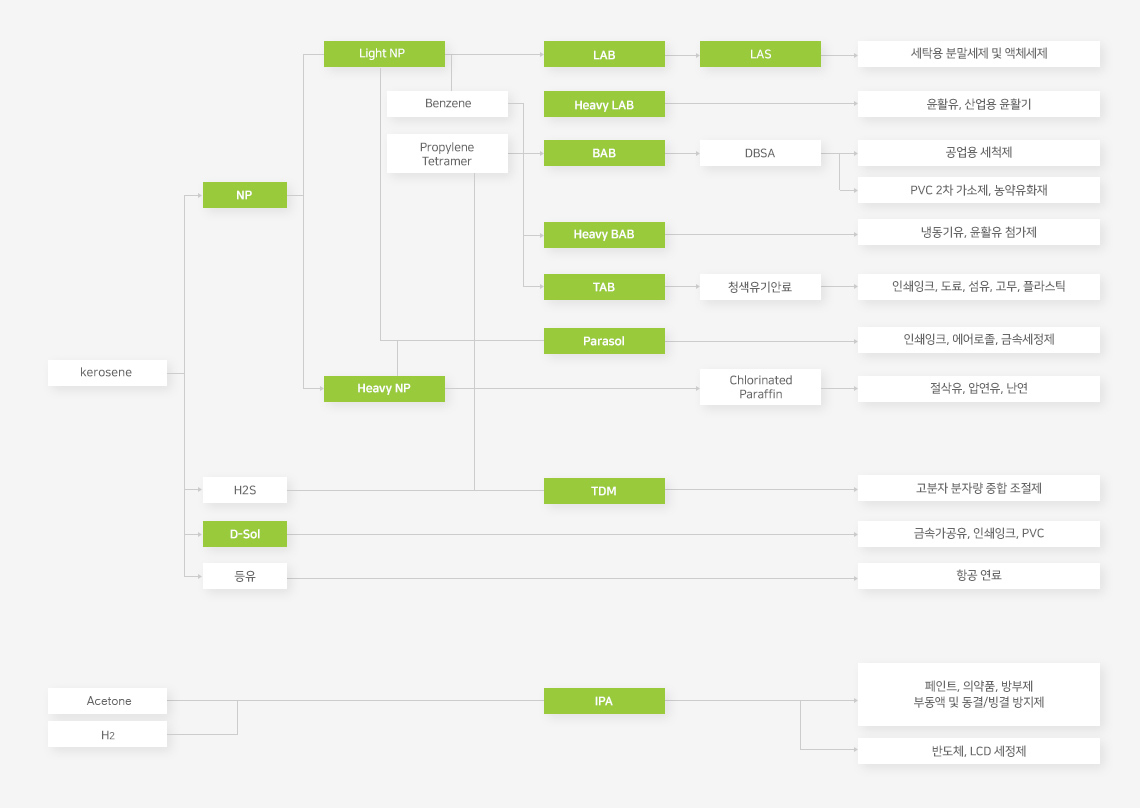 Light NP
LAB
LAS
세탁용 분말세제 및 액체세제
Benzene
Heavy LAB
윤활유, 산업용 윤활기
Propylene
Tetramer
BAB
DBSA
공업용 세척제
NP
PVC 2차 가소제, 농약유화재
Heavy BAB
냉동기유, 윤활유 첨가제
TAB
청색유기안료
인쇄잉크, 도료, 섬유, 고무, 플라스틱
Parasol
인쇄잉크, 에어로졸, 금속세정제
kerosene
Heavy NP
Chlorinated
Paraffin
절삭유, 압연유, 난연
H2S
TDM
고분자 분자량 중합 조절제
D-Sol
금속가공유, 인쇄잉크, PVC
등유
항공 연료
Acetone
IPA
페인트, 의약품, 방부제
부동액 및 동결/빙결 방지제
H2
반도체, LCD 세정제